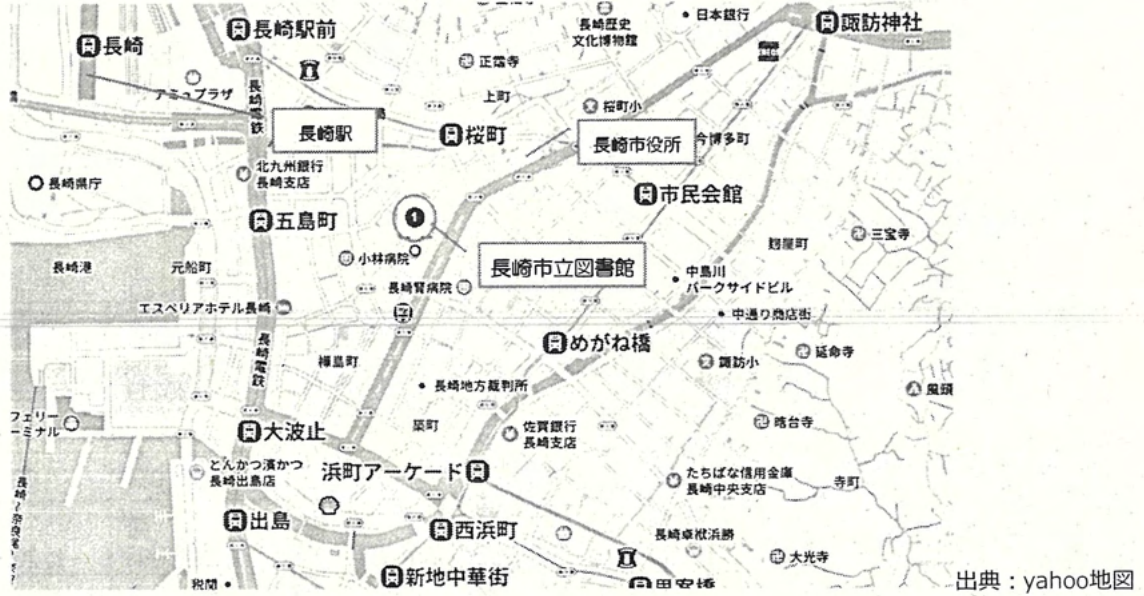 長崎駅前
日本銀行
諏訪神社
長崎
長崎歴史
文化博物館
正覚寺
アミュプラザ
長崎電鉄
上町
桜町小
長崎駅
桜町
長崎市役所
今博多町
北九州銀行
長崎支店
長崎県庁
市民会館
五島町
1
麹屋町
三宝寺
長崎港
元船町
小林病院
長崎市立図書館
中島川
パークサイドビル
長崎腎病院
エスペリアホテル長崎
中通り商店街
めがね橋
長崎電鉄
樺島町
諏訪小
延命寺
長崎地方裁判所
風頭
フェリー
ーミナル
大波止
築町
佐賀銀行
長崎支店
晧台寺
とんかつ濱かつ
長崎出島店
浜町アーケード
たちばな信用金庫
長崎中央支店
寺町
出島
西浜町
長崎卓袱浜勝
大光寺
税関
新地中華街
思案橋
出典：yahoo地図